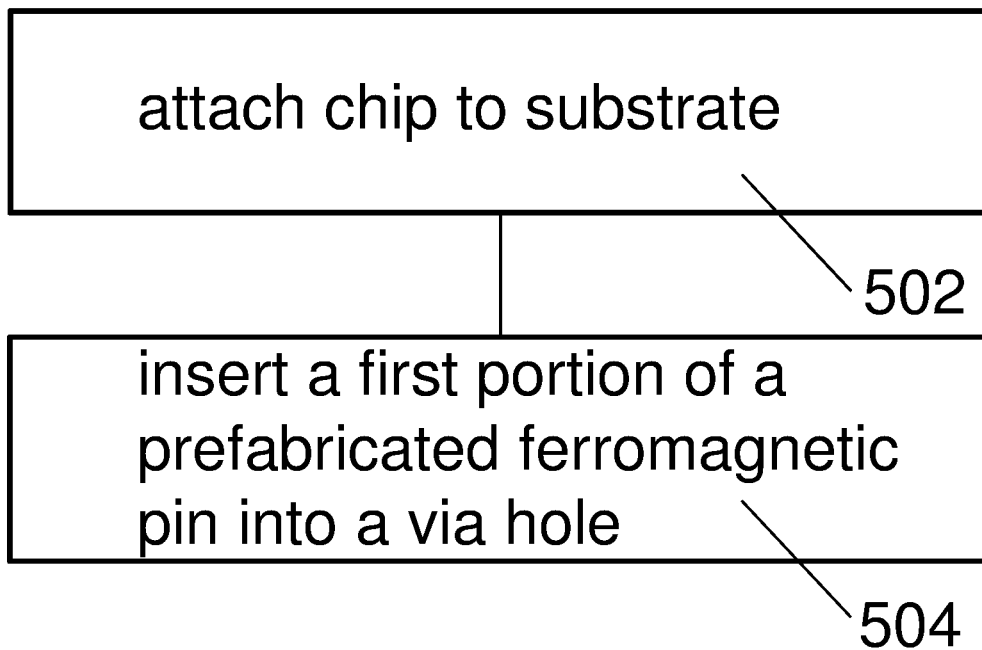 attach chip to substrate
502
insert a first portion of a
prefabricated ferromagnetic
pin into a via hole
504